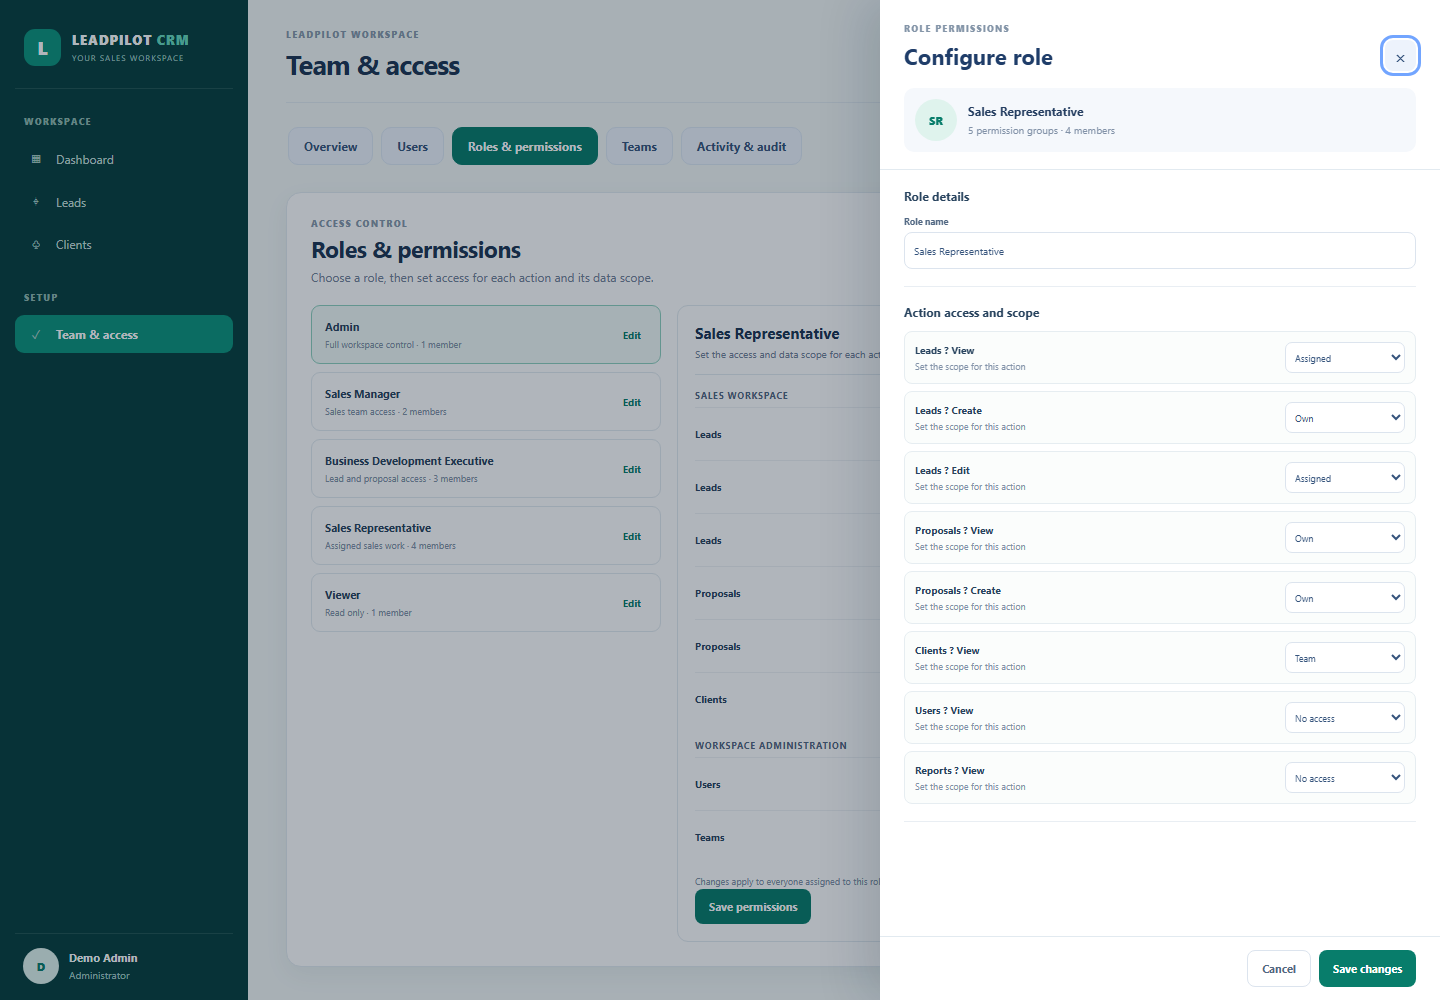 L
LEADPILOT CRM
YOUR SALES WORKSPACE
WORKSPACE
Dashboard
Leads
Clients
SETUP
Team & access
D
Demo Admin
Administrator
LEADPILOT WORKSPACE
Team & access
Overview
Users
Roles & permissions
Teams
Activity & audit
ACCESS CONTROL
Roles & permissions
Choose a role, then set access for each action and its data scope.
Admin
Full workspace control · 1 member
Edit
Sales Manager
Sales team access · 2 members
Edit
Business Development Executive
Lead and proposal access · 3 members
Edit
Sales Representative
Assigned sales work · 4 members
Edit
Viewer
Read only · 1 member
Edit
Sales Representative
Set the access and data scope for each act
SALES WORKSPACE
Leads
Leads
Leads
Proposals
Proposals
Clients
WORKSPACE ADMINISTRATION
Users
Teams
Changes apply to everyone assigned to this rol
Save permissions
ROLE PERMISSIONS
Configure role
×
SR
Sales Representative
5 permission groups · 4 members
Role details
Role name
Sales Representative
Action access and scope
Leads ? View
Set the scope for this action
Assigned
Leads ? Create
Set the scope for this action
Own
Leads ? Edit
Set the scope for this action
Assigned
Proposals ? View
Set the scope for this action
Own
Proposals ? Create
Set the scope for this action
Own
Clients ? View
Set the scope for this action
Team
Users ? View
Set the scope for this action
No access
Reports ? View
Set the scope for this action
No access
Cancel
Save changes